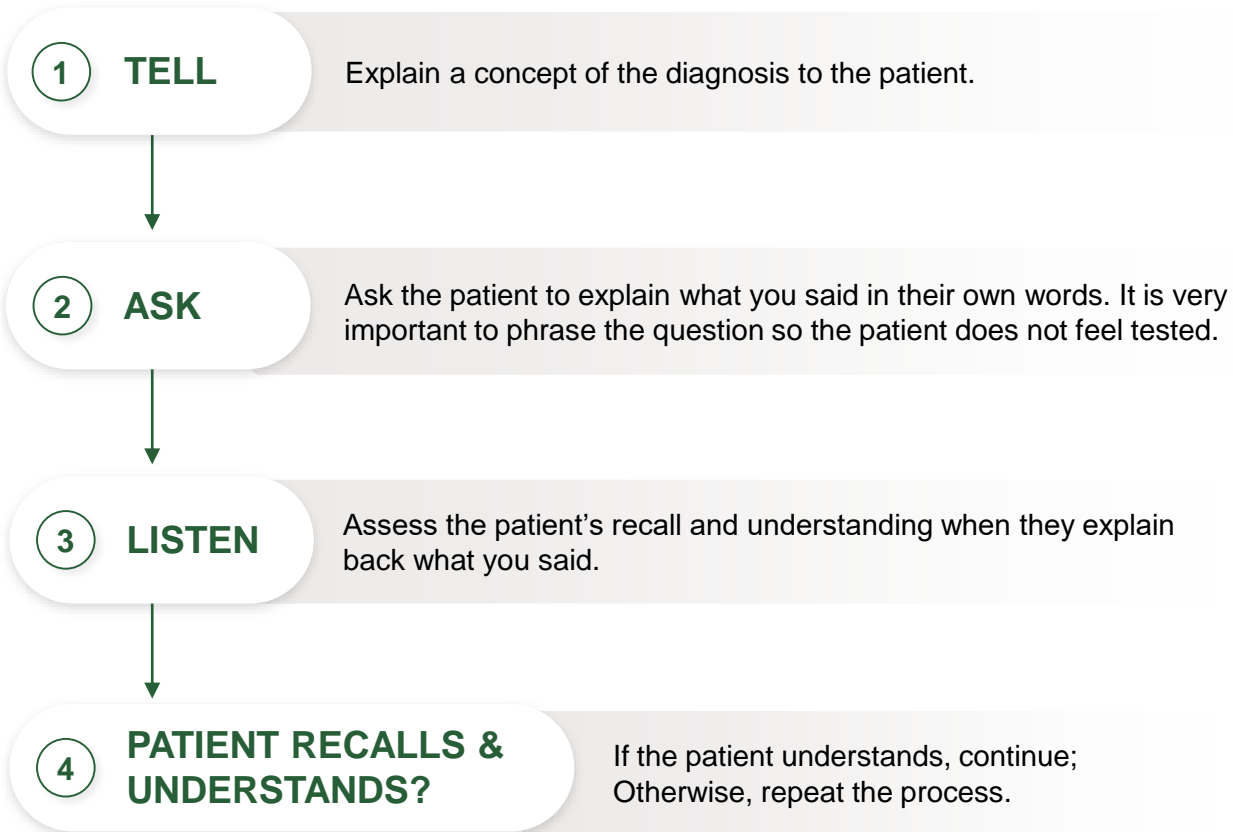 1 TELL
Explain a concept of the diagnosis to the patient.
2 ASK
Ask the patient to explain what you said in their own words. It is very
important to phrase the question so the patient does not feel tested.
3 LISTEN
Assess the patient’s recall and understanding when they explain
back what you said.
4 PATIENT RECALLS &
UNDERSTANDS?
If the patient understands, continue;
Otherwise, repeat the process.